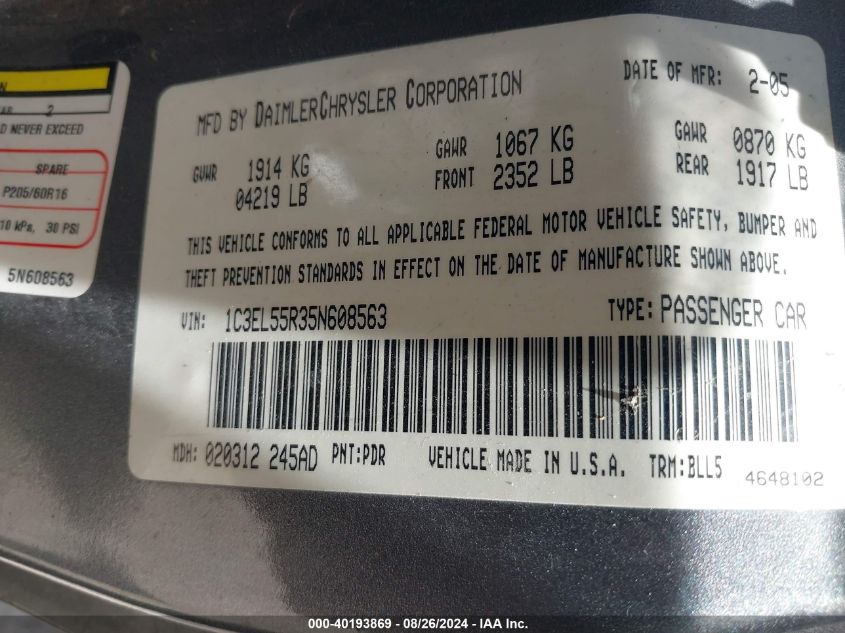 N
AR 2
D NEVER EXCEED
SPARE
P205/60R16
10 kPa, 30 PSI
5N608563
MFD BY DAIMLERCHRYSLER CORPORATION
DATE OF MFR: 2-05
GVWR 1914 KG
04219 LB
GAWR 1067 KG
FRONT 2352 LB
GAWR 0870 KG
REAR 1917 LB
THIS VEHICLE CONFORMS TO ALL APPLICABLE FEDERAL MOTOR VEHICLE SAFETY, BUMPER AND
THEFT PREVENTION STANDARDS IN EFFECT ON THE DATE OF MANUFACTURE SHOWN ABOVE.
VIN: 1C3EL55R35N608563
TYPE: PASSENGER CAR
MDH: 020312 245AD PNT:PDR VEHICLE MADE IN U.S.A. TRM:BLL5
4648102
000-40193869 - 08/26/2024 - IAA Inc.